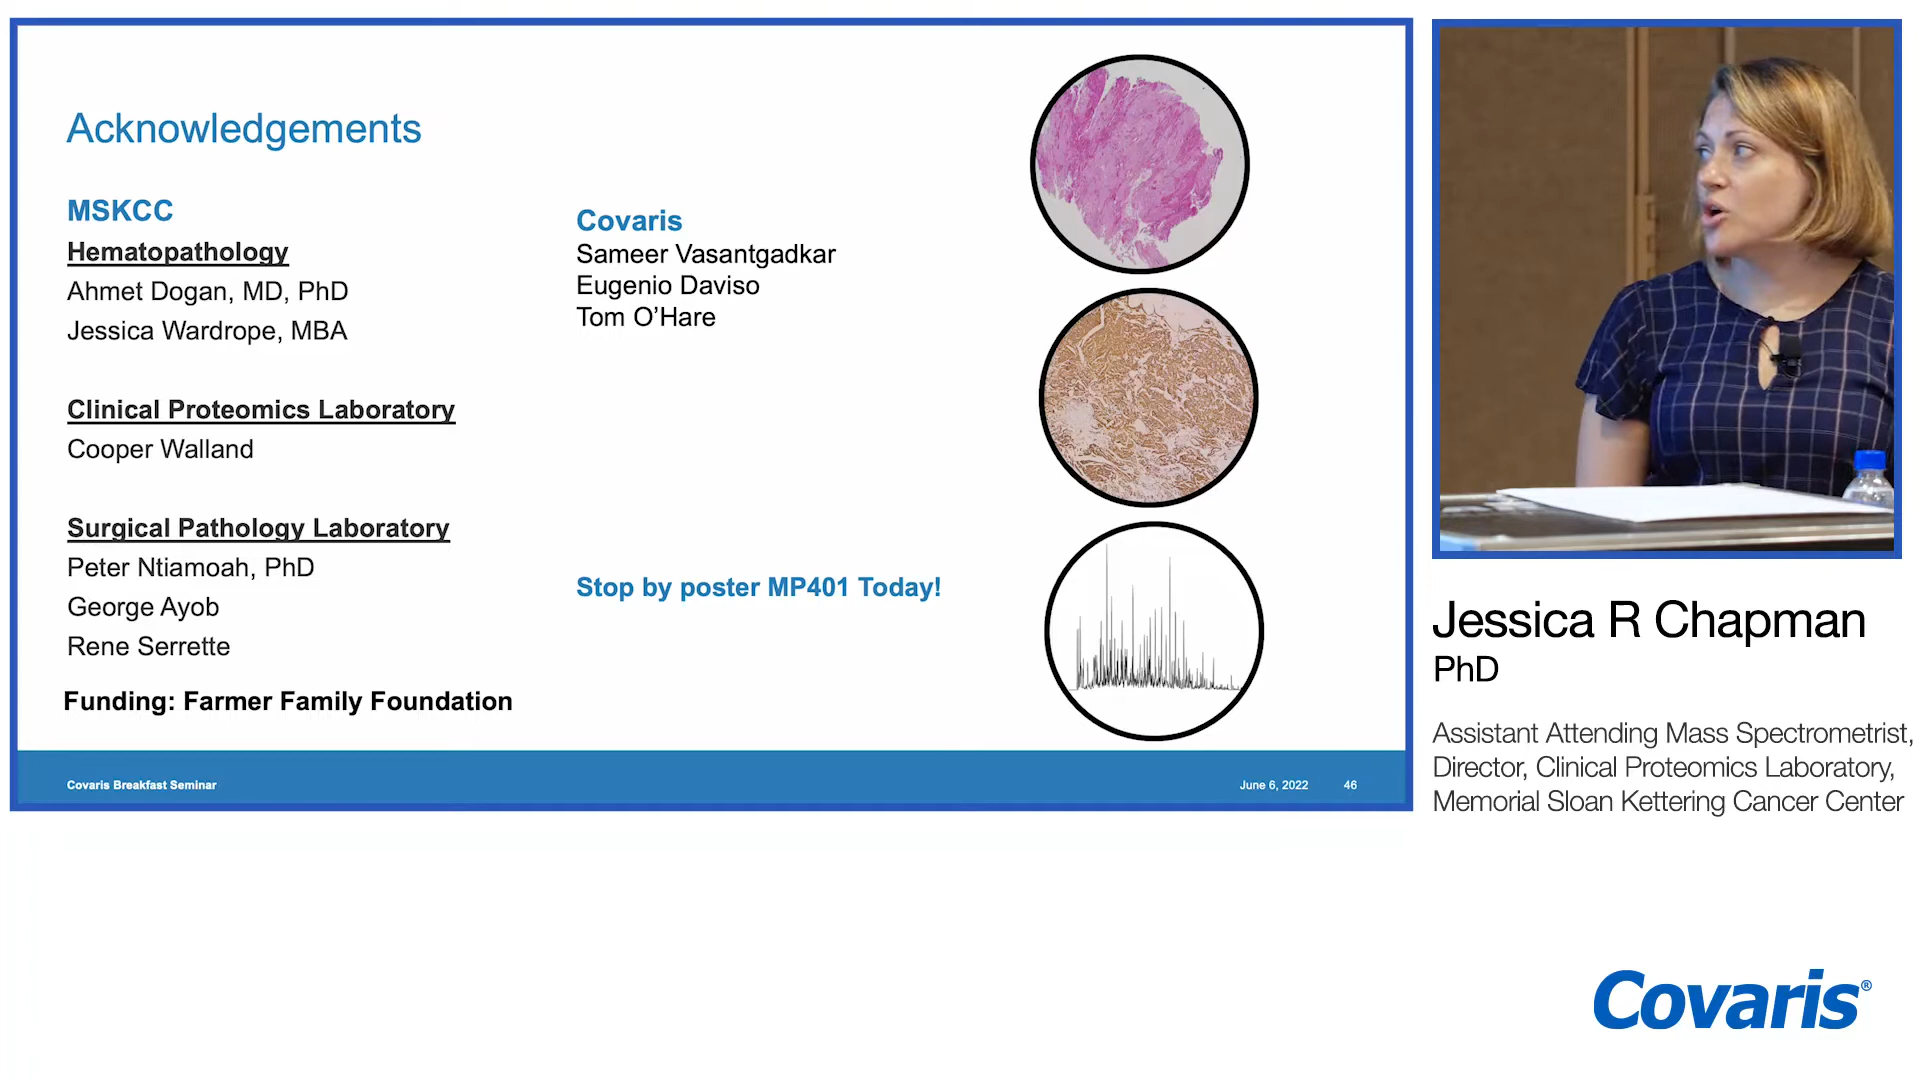 Acknowledgements
MSKCC
Hematopathology
Ahmet Dogan, MD, PhD
Jessica Wardrope, MBA
Clinical Proteomics Laboratory
Cooper Walland
Surgical Pathology Laboratory
Peter Ntiamoah, PhD
George Ayob
Rene Serrette
Funding: Farmer Family Foundation
Covaris
Sameer Vasantgadkar
Eugenio Daviso
Tom O’Hare
Stop by poster MP401 Today!
Covaris Breakfast Seminar
June 6, 2022 46
Jessica R Chapman
PhD
Assistant Attending Mass Spectrometrist,
Director, Clinical Proteomics Laboratory,
Memorial Sloan Kettering Cancer Center
Covaris®